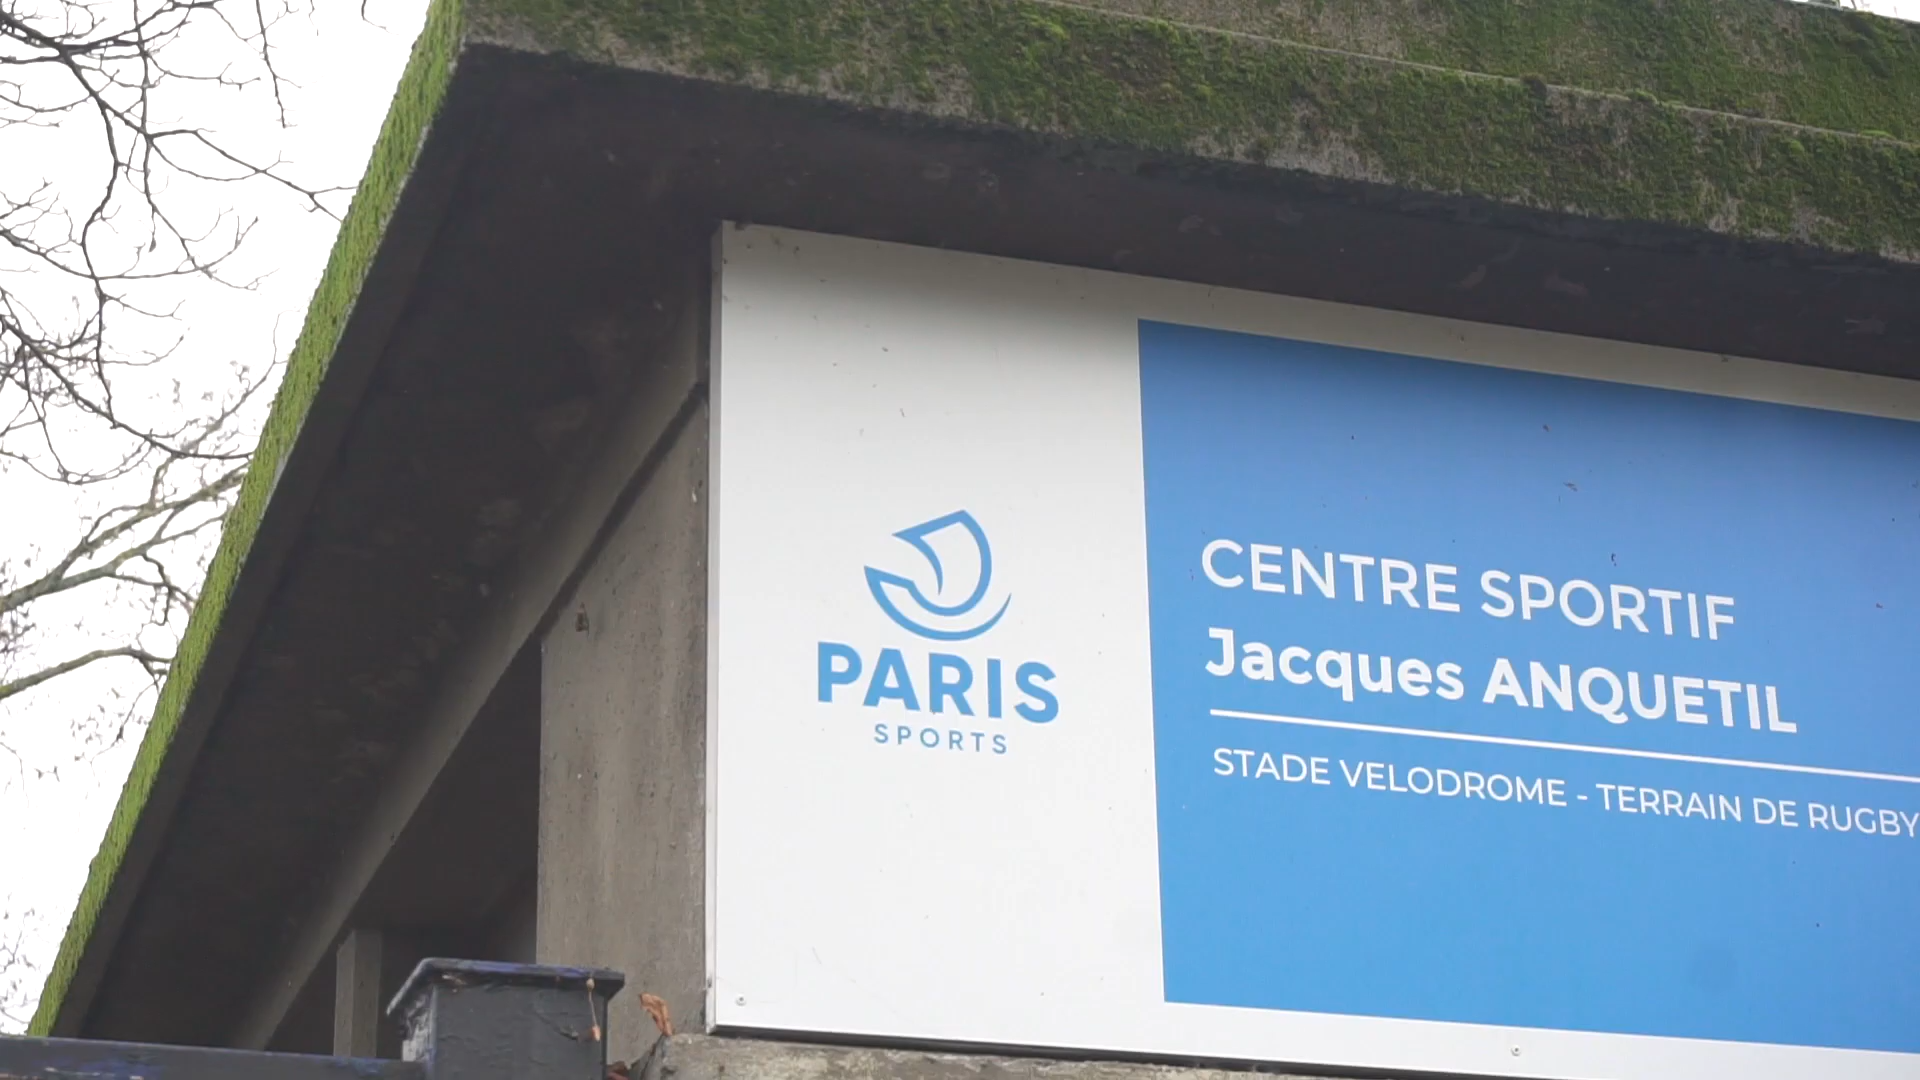 PARIS
SPORTS
CENTRE SPORTIF
Jacques ANQUETIL
STADE VELODROME - TERRAIN DE RUGBY